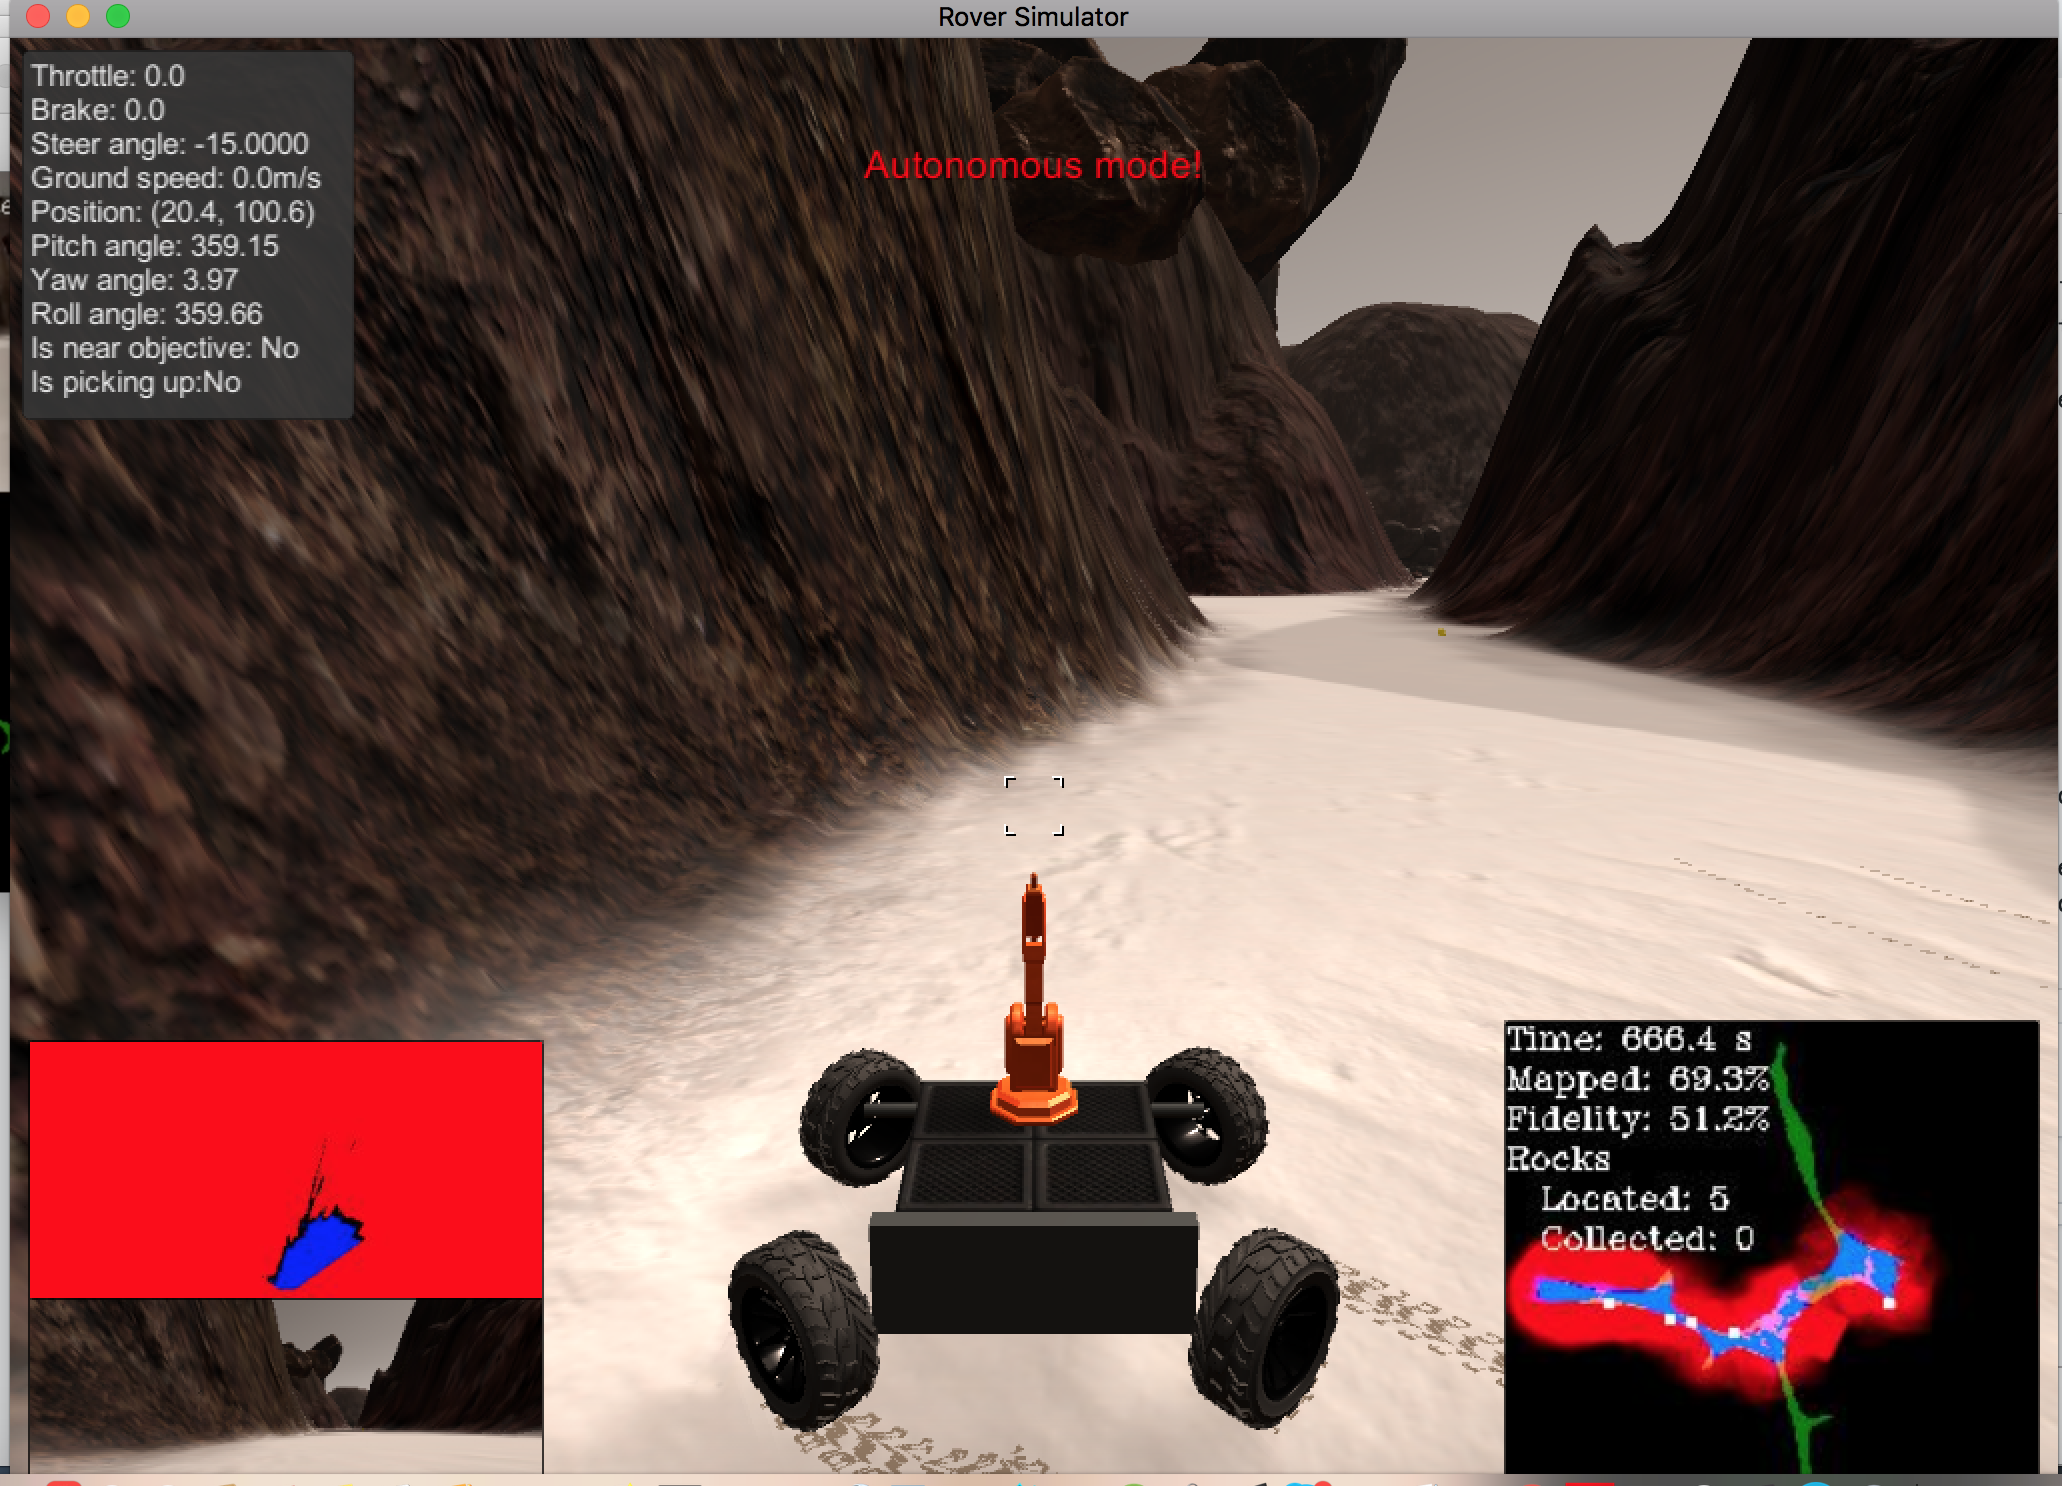 Rover Simulator
Throttle: 0.0
Brake: 0.0
Steer angle: -15.0000
Ground speed: 0.0m/s
Position: (20.4, 100.6)
Pitch angle: 359.15
Yaw angle: 3.97
Roll angle: 359.66
Is near objective: No
Is picking up:No
Autonomous mode!
Time: 666.4 s
Mapped: 69.3%
Fidelity: 51.2%
Rocks
Located: 5
Collected: 0